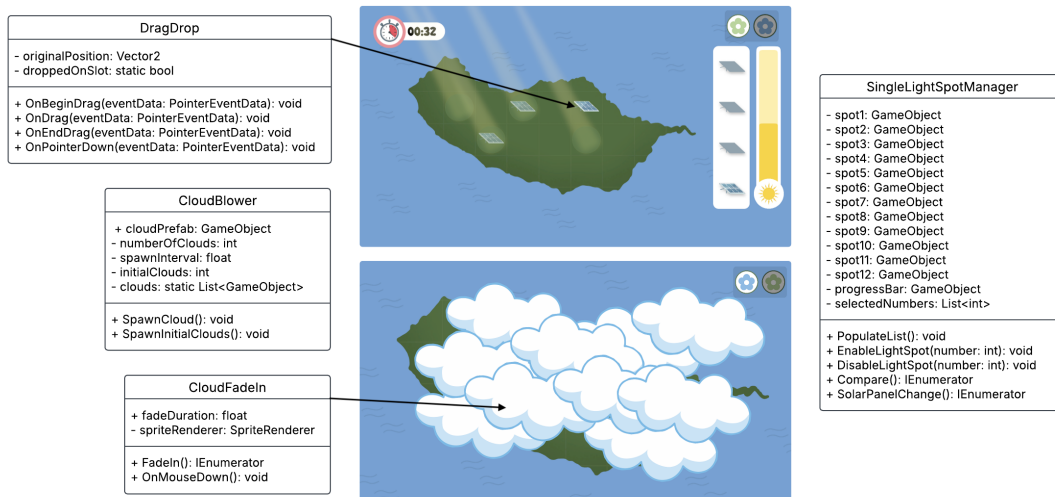 DragDrop
- originalPosition: Vector2
- droppedOnSlot: static bool
+ OnBeginDrag(eventData: PointerEventData): void
+ OnDrag(eventData: PointerEventData): void
+ OnEndDrag(eventData: PointerEventData): void
+ OnPointerDown(eventData: PointerEventData): void
CloudBlower
+ cloudPrefab: GameObject
- numberOfClouds: int
- spawnInterval: float
- initialClouds: int
- clouds: static List<GameObject>
+ SpawnCloud(): void
+ SpawnInitialClouds(): void
CloudFadeIn
+ fadeDuration: float
- spriteRenderer: SpriteRenderer
+ FadeIn(): IEnumerator
+ OnMouseDown(): void
00:32
SingleLightSpotManager
- spot1: GameObject
- spot2: GameObject
- spot3: GameObject
- spot4: GameObject
- spot5: GameObject
- spot6: GameObject
- spot7: GameObject
- spot8: GameObject
- spot9: GameObject
- spot10: GameObject
- spot11: GameObject
- spot12: GameObject
- progressBar: GameObject
- selectedNumbers: List<int>
+ PopulateList(): void
+ EnableLightSpot(number: int): void
+ DisableLightSpot(number: int): void
+ Compare(): IEnumerator
+ SolarPanelChange(): IEnumerator